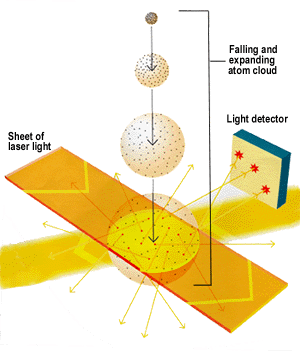 Falling and
expanding
atom cloud
Light detector
Sheet of
laser light